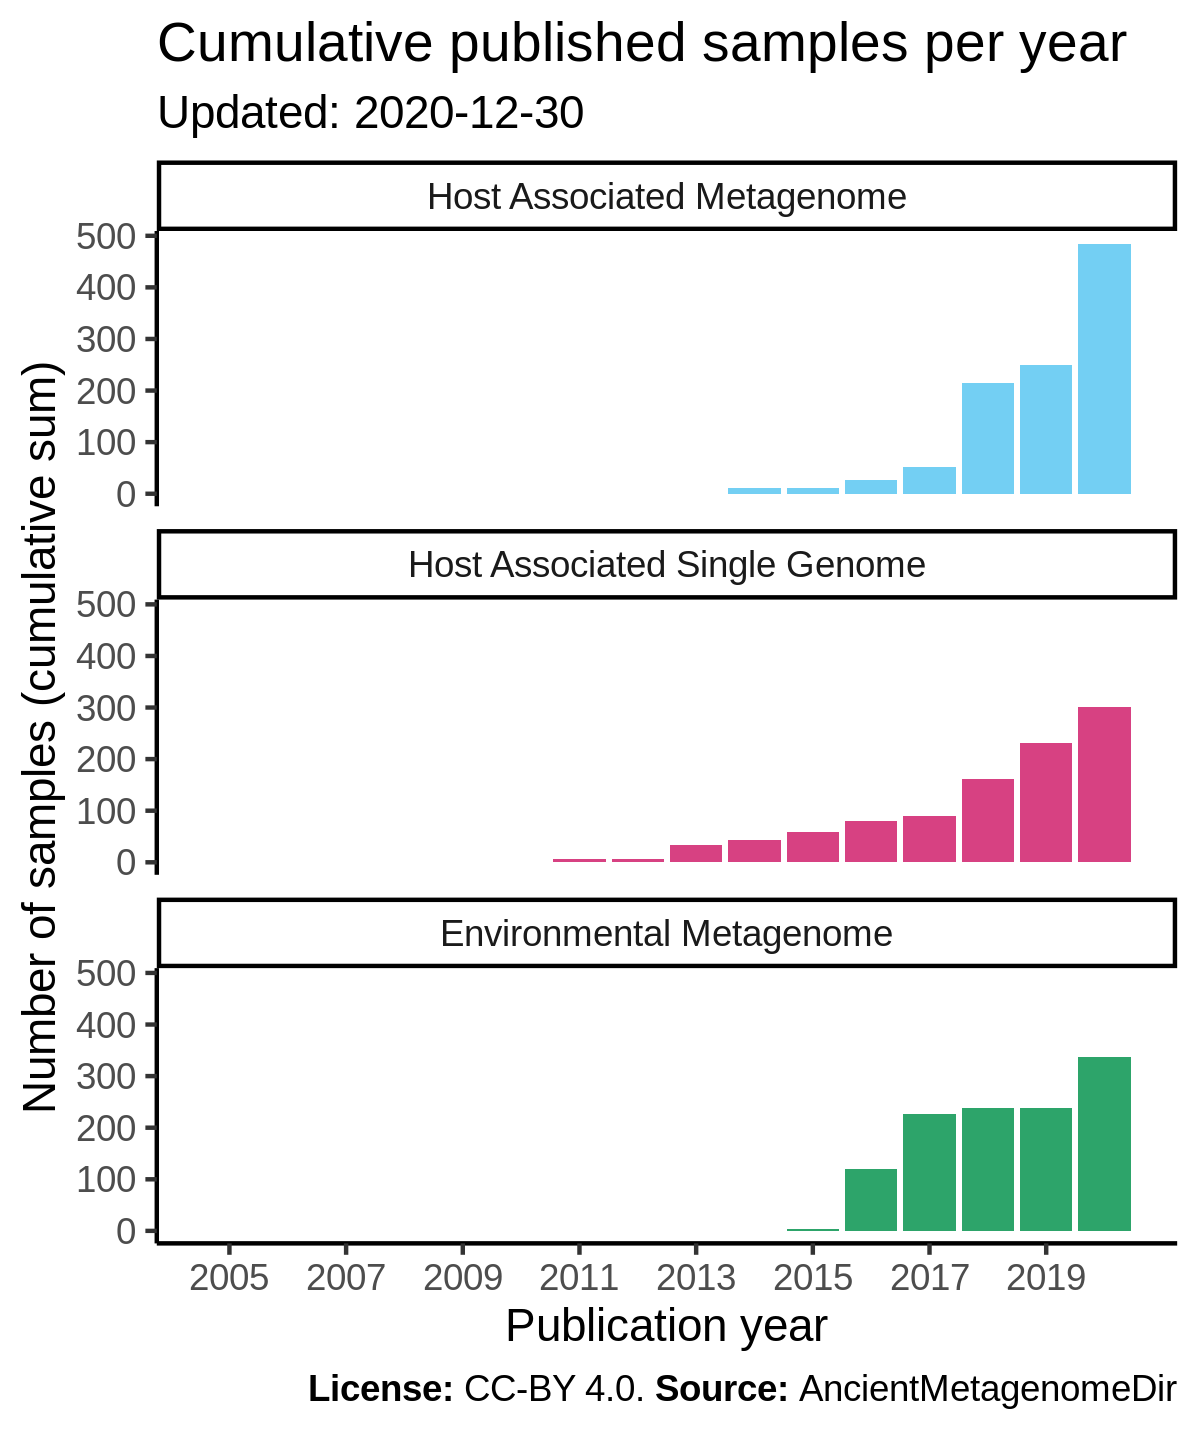 Cumulative published samples per year
Updated: 2020-12-30
Host Associated Metagenome
500
400
300
200
100
0
Host Associated Single Genome
500
400
300
200
100
0
Environmental Metagenome
500
400
300
200
100
0
Number of samples (cumulative sum)
2005 2007 2009 2011 2013 2015 2017 2019
Publication year
License: CC-BY 4.0. Source: AncientMetagenomeDir